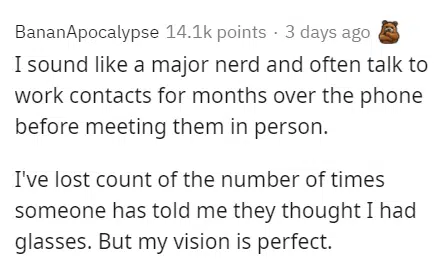 BananApocalypse 14.1k points · 3 days ago
I sound like a major nerd and often talk to
work contacts for months over the phone
before meeting them in person.
I've lost count of the number of times
someone has told me they thought I had
glasses. But my vision is perfect.